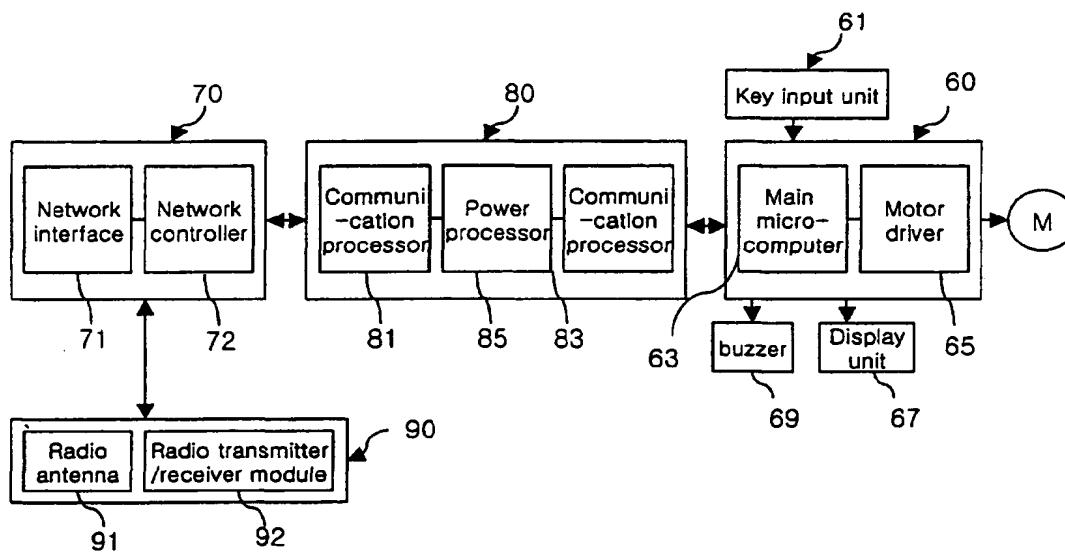 61
Key input unit
70
80
60
Network
interface
Network
controller
Communi
-cation
processor
Power
processor
Communi
-cation
processor
Main
micro-
computer
Motor
driver
M
71
72
81
85
83
63
buzzer
Display
unit
65
69
67
Radio
antenna
Radio transmitter
/receiver module
90
91
92